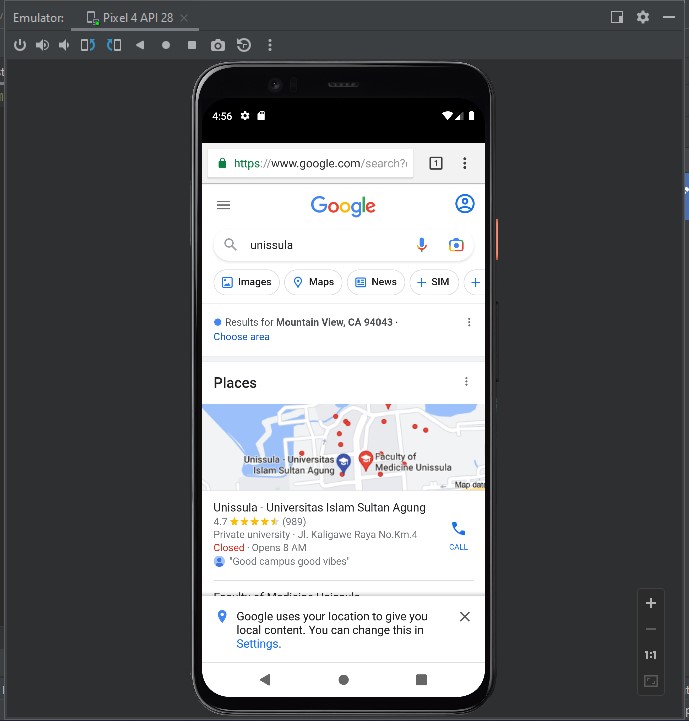 Emulator: Pixel 4 API 28
4:56
1
https://www.google.com/search?
Google
unissula
Images Maps News + SIM +
Results for Mountain View, CA 94043 ·
Choose area
Places
Unissula - Universitas
Islam Sultan Agung
Faculty of
Medicine Unissula
Map data
Unissula - Universitas Islam Sultan Agung
4.7 (989)
Private university · Jl. Kaligawe Raya No.Km.4
Closed · Opens 8 AM
"Good campus good vibes"
CALL
Faculty of Medicine Unissula
Google uses your location to give you
local content. You can change this in
Settings.
1:1